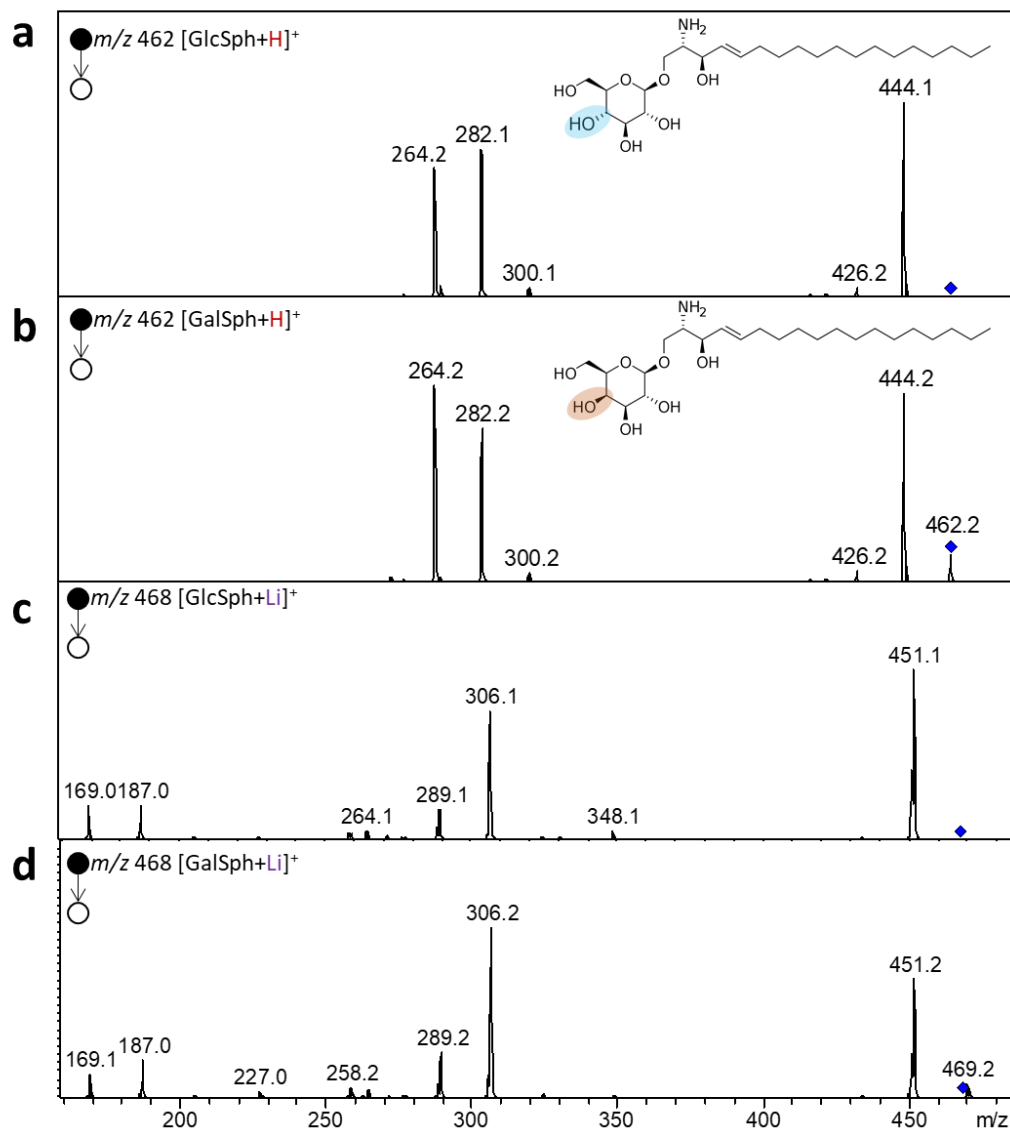 a
m/z 462 [GlcSph+H]⁺
NH₂
O
OH
HO
O
HO
OH
OH
444.1
282.1
264.2
300.1
426.2
b
m/z 462 [GalSph+H]⁺
NH₂
O
OH
HO
O
HO
OH
OH
264.2
444.2
282.2
462.2
300.2
426.2
c
m/z 468 [GlcSph+Li]⁺
451.1
306.1
169.0 187.0
289.1
264.1
348.1
d
m/z 468 [GalSph+Li]⁺
306.2
451.2
289.2
187.0
169.1
227.0
258.2
469.2
200 250 300 350 400 450 m/z